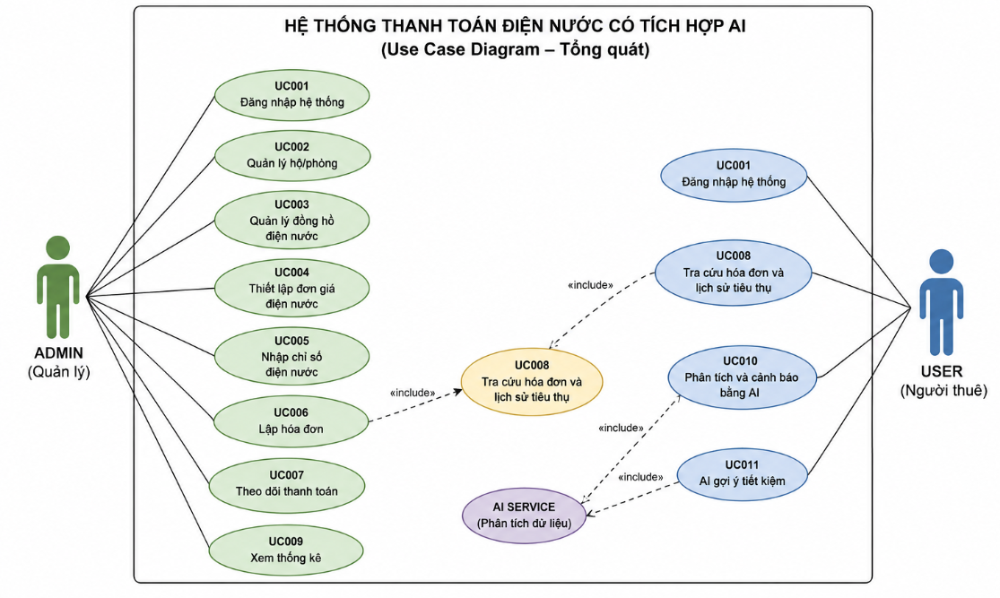 HỆ THỐNG THANH TOÁN ĐIỆN NƯỚC CÓ TÍCH HỢP AI
(Use Case Diagram – Tổng quát)
UC001
Đăng nhập hệ thống
UC002
Quản lý hộ/phòng
UC003
Quản lý đồng hồ
điện nước
UC004
Thiết lập đơn giá
điện nước
UC005
Nhập chỉ số
điện nước
UC006
Lập hóa đơn
UC007
Theo dõi thanh toán
UC009
Xem thống kê
ADMIN
(Quản lý)
«include»
UC008
Tra cứu hóa đơn và
lịch sử tiêu thụ
«include»
AI SERVICE
(Phân tích dữ liệu)
«include»
«include»
UC001
Đăng nhập hệ thống
UC008
Tra cứu hóa đơn và
lịch sử tiêu thụ
UC010
Phân tích và cảnh báo
bằng AI
UC011
AI gợi ý tiết kiệm
USER
(Người thuê)